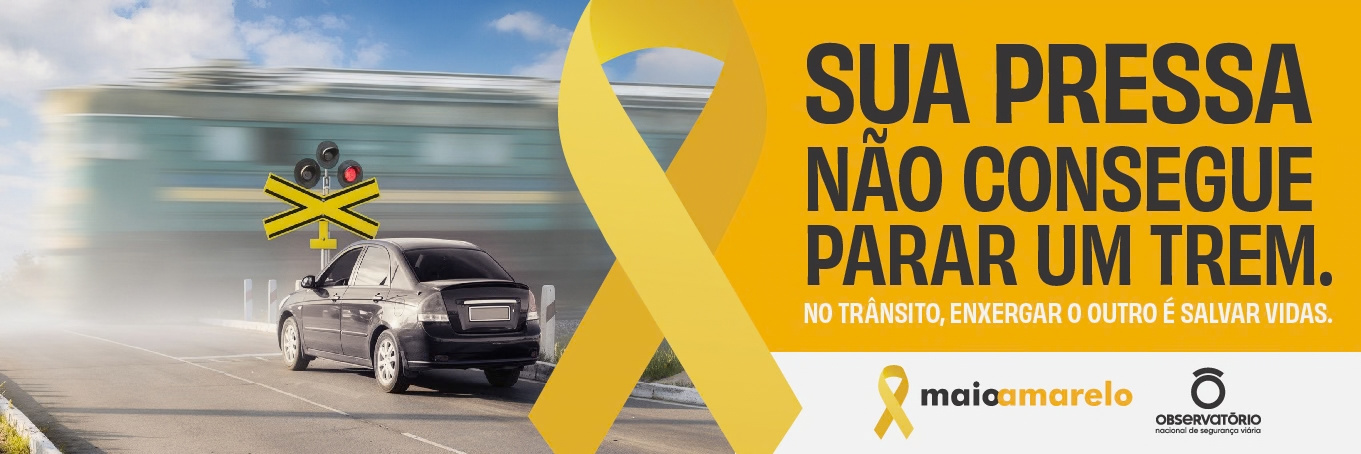 SUA PRESSA
NÃO CONSEGUE
PARAR UM TREM.
NO TRÂNSITO, ENXERGAR O OUTRO É SALVAR VIDAS.
maioamarelo
OBSERVATÓRIO
nacional de segurança viária